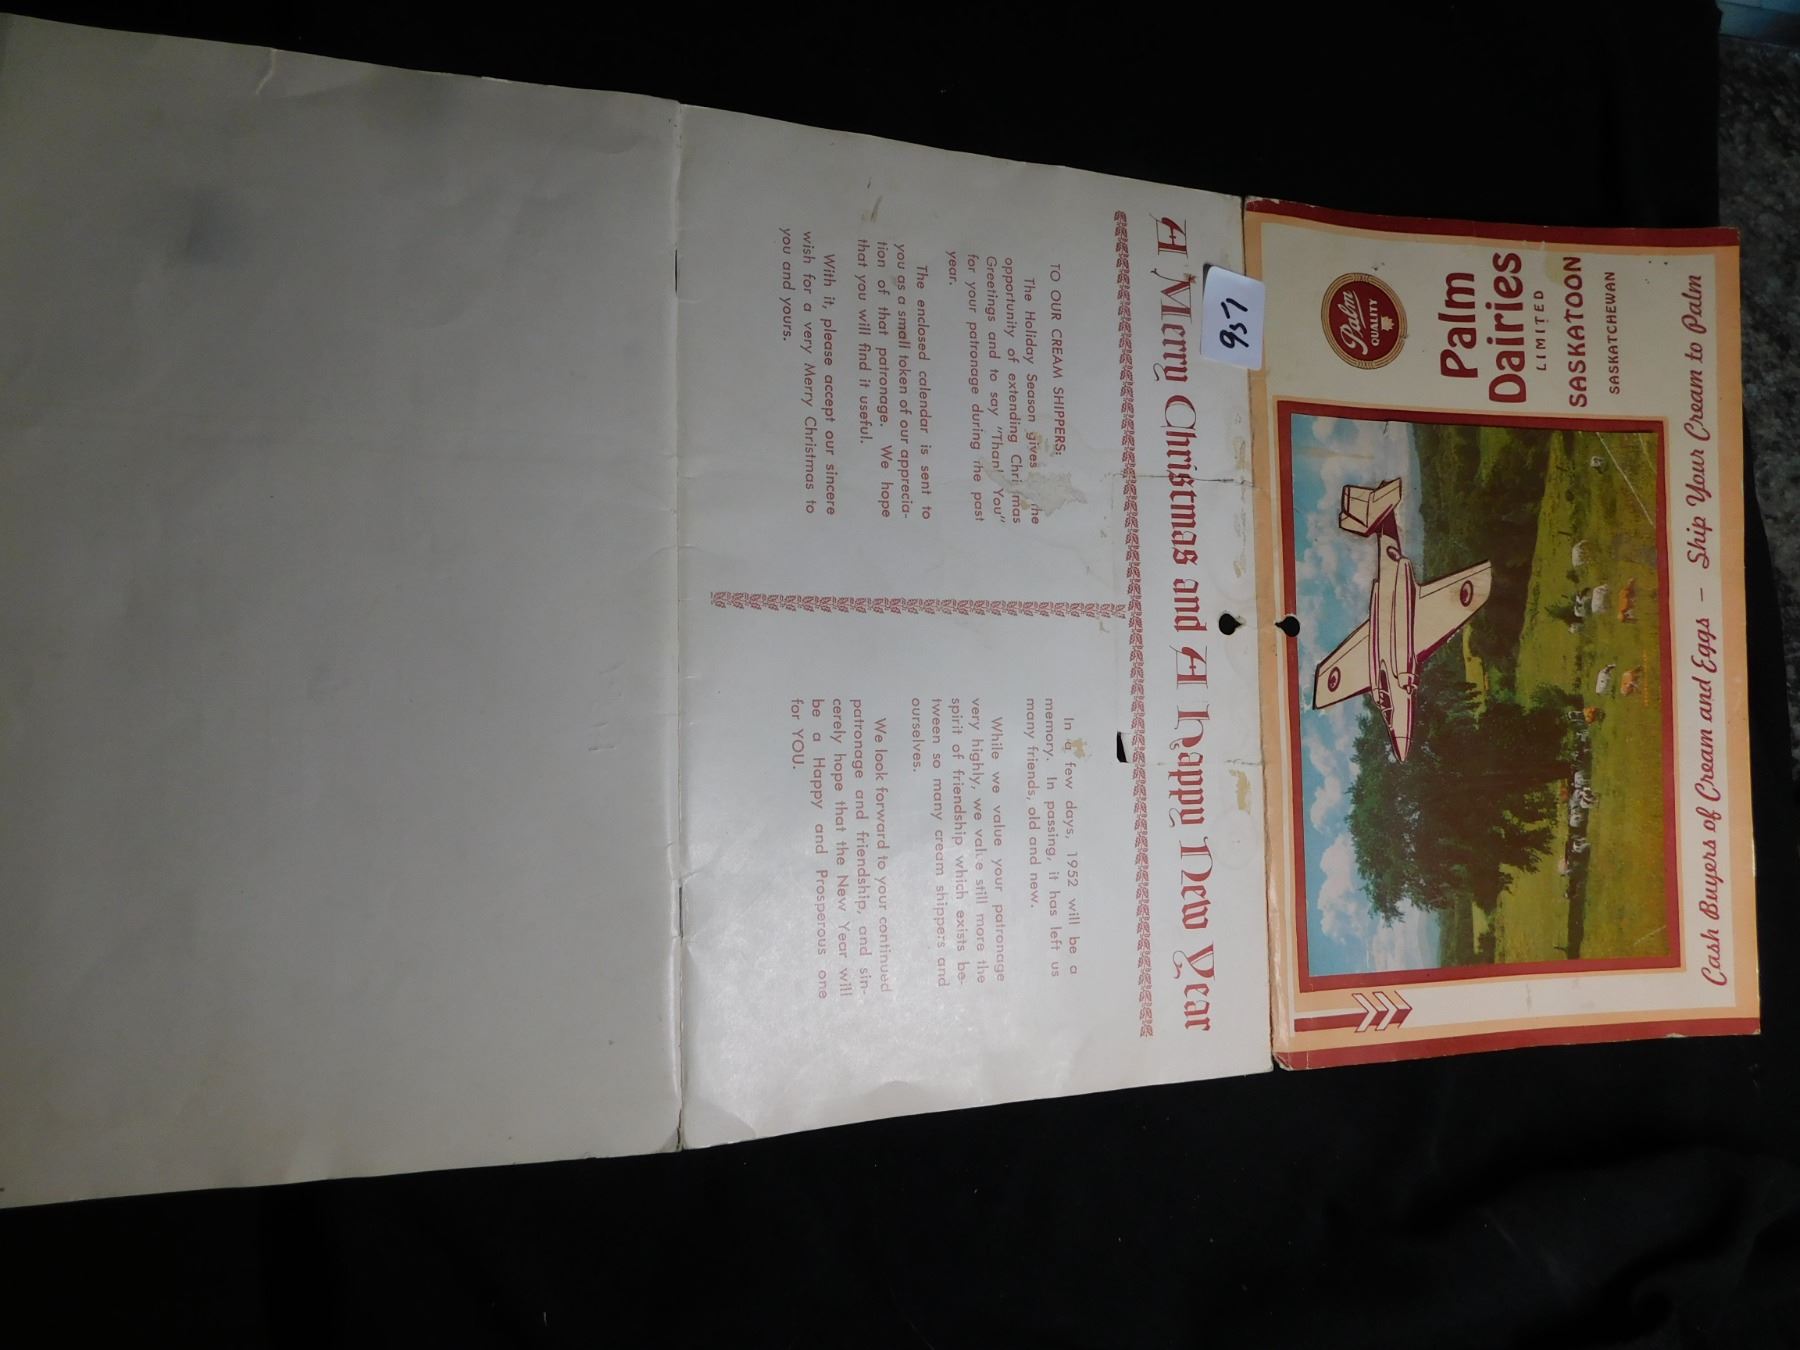 Palm
QUALITY
Palm
Dairies
LIMITED
SASKATOON
SASKATCHEWAN
Cash Buyers of Cream and Eggs — Ship Your Cream to Palm
957
A Merry Christmas and A Happy New Year
TO OUR CREAM SHIPPERS:
The Holiday Season gives he
opportunity of extending Chri mas
Greetings and to say "Than You"
for your patronage during the past
year.
The enclosed calendar is sent to
you as a small token of our apprecia-
tion of that patronage. We hope
that you will find it useful.
With it, please accept our sincere
wish for a very Merry Christmas to
you and yours.
In a few days, 1952 will be a
memory. In passing, it has left us
many friends, old and new.
While we value your patronage
very highly, we value still more the
spirit of friendship which exists be-
tween so many cream shippers and
ourselves.
We look forward to your continued
patronage and friendship, and sin-
cerely hope that the New Year will
be a Happy and Prosperous one
for YOU.